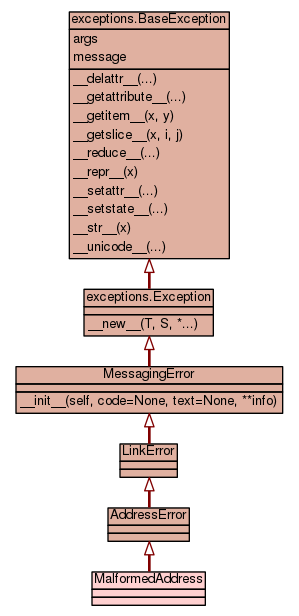 exceptions.BaseException
args
message
__delattr__(...)
__getattribute__(...)
__getitem__(x, y)
__getslice__(x, i, j)
__reduce__(...)
__repr__(x)
__setattr__(...)
__setstate__(...)
__str__(x)
__unicode__(...)
exceptions.Exception
__new__(T, S, *...)
MessagingError
__init__(self, code=None, text=None, **info)
LinkError
AddressError
MalformedAddress